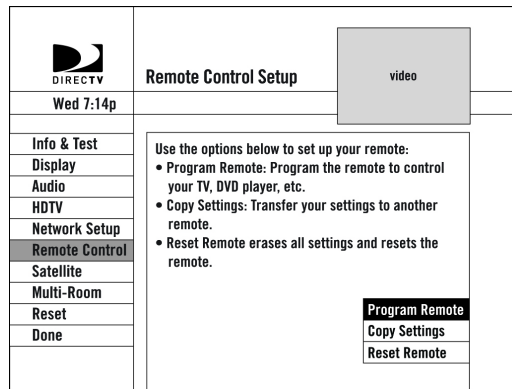 DIRECTV
Remote Control Setup
video
Wed 7:14p
Info & Test
Display
Audio
HDTV
Network Setup
Remote Control
Satellite
Multi-Room
Reset
Done
Use the options below to set up your remote:
• Program Remote: Program the remote to control
your TV, DVD player, etc.
• Copy Settings: Transfer your settings to another
remote.
• Reset Remote erases all settings and resets the
remote.
Program Remote
Copy Settings
Reset Remote